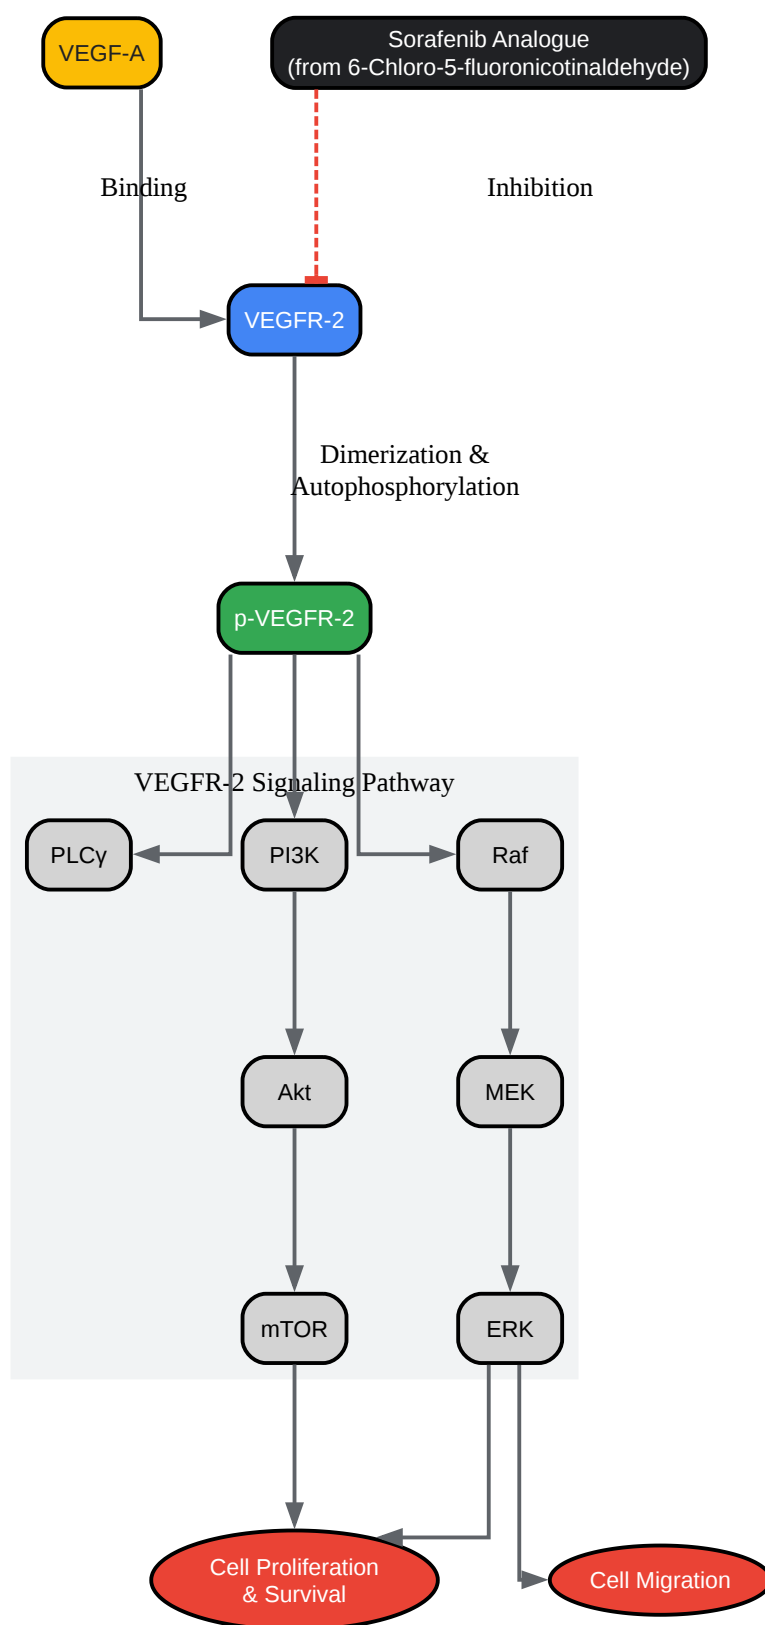 VEGF-A
Sorafenib Analogue
(from 6-Chloro-5-fluoronicotinaldehyde)
Binding
Inhibition
VEGFR-2
Dimerization &
Autophosphorylation
p-VEGFR-2
VEGFR-2 Signaling Pathway
PLCγ
PI3K
Raf
Akt
MEK
mTOR
ERK
Cell Proliferation
& Survival
Cell Migration